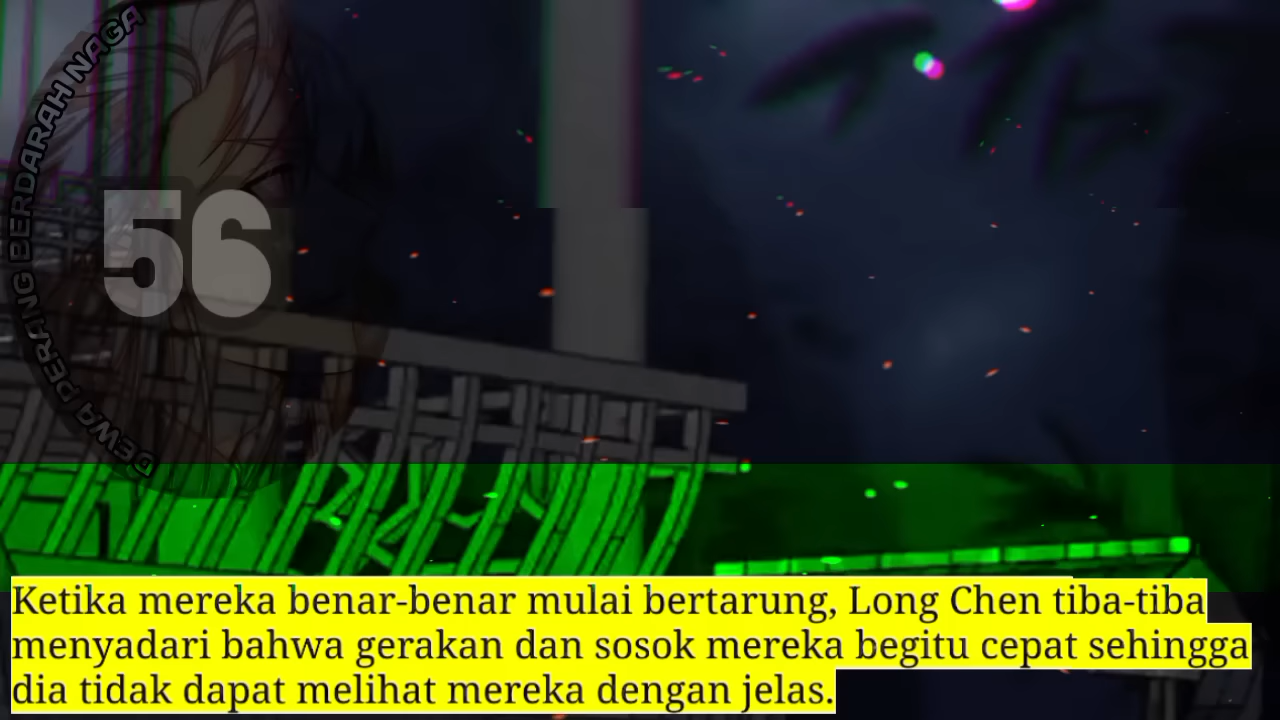 DEWA PERANG BERDARAH NAGA
56
Ketika mereka benar-benar mulai bertarung, Long Chen tiba-tiba
menyadari bahwa gerakan dan sosok mereka begitu cepat sehingga
dia tidak dapat melihat mereka dengan jelas.